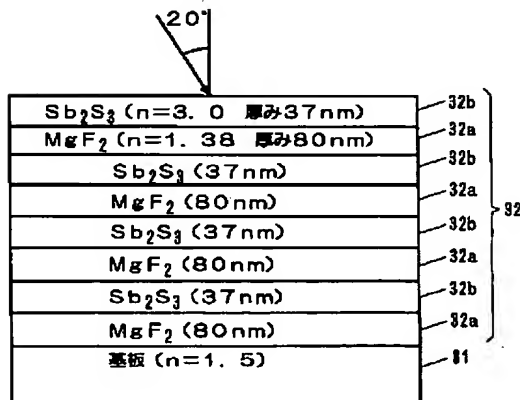 20°
Sb2S3 (n=3. 0 厚み37nm) 32b
MgF2 (n=1. 38 厚み80nm) 32a
Sb2S3 (37nm) 32b
MgF2 (80nm) 32a
32
Sb2S3 (37nm) 32b
MgF2 (80nm) 32a
Sb2S3 (37nm) 32b
MgF2 (80nm) 32a
基板 (n=1. 5) 31